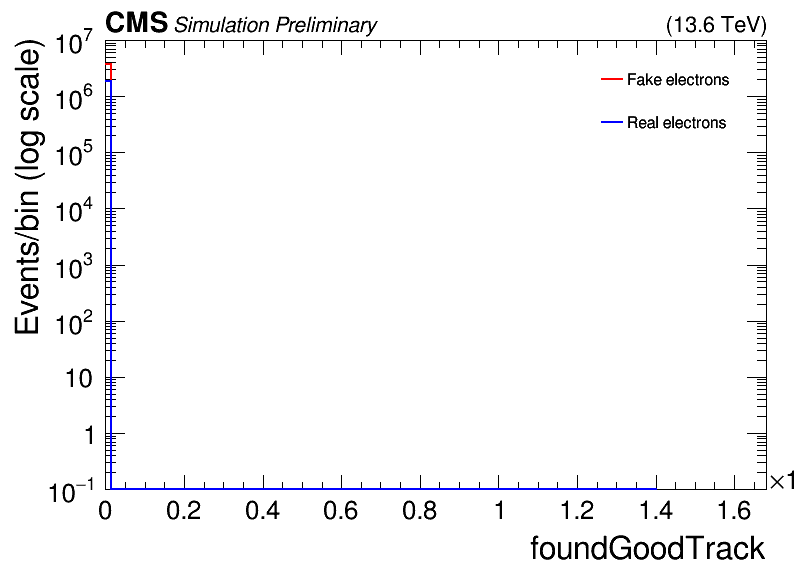 CMS Simulation Preliminary (13.6 TeV)
Events/bin (log scale)
10^7
10^6
10^5
10^4
10^3
10^2
10
1
10^−1
Fake electrons
Real electrons
0 0.2 0.4 0.6 0.8 1 1.2 1.4 1.6 ×1
foundGoodTrack